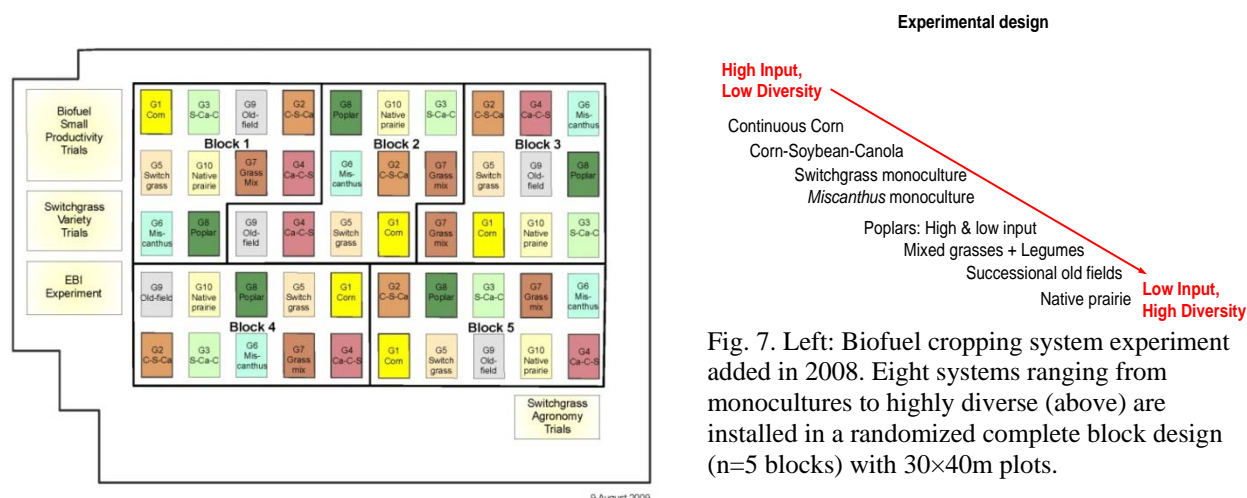 Biofuel
Small
Productivity
Trials
Switchgrass
Variety
Trials
EBI
Experiment
G1
Corn
G3
S-Ca-C
G9
Old-
field
G2
C-S-Ca
G8
Poplar
G10
Native
prairie
G3
S-Ca-C
G2
C-S-Ca
G4
Ca-C-S
G6
Mis-
canthus
Block 1
Block 2
Block 3
G5
Switch
grass
G10
Native
prairie
G7
Grass
Mix
G4
Ca-C-S
G6
Mis-
canthus
G2
C-S-Ca
G7
Grass
mix
G5
Switch
grass
G9
Old-
field
G8
Poplar
G6
Mis-
canthus
G8
Poplar
G9
Old-
field
G4
Ca-C-S
G5
Switch
grass
G1
Corn
G7
Grass
mix
G1
Corn
G10
Native
prairie
G3
S-Ca-C
G9
Old-field
G10
Native
prairie
G8
Poplar
G5
Switch
grass
G1
Corn
G2
C-S-Ca
G8
Poplar
G3
S-Ca-C
G7
Grass
mix
G6
Mis-
canthus
Block 4
Block 5
G2
C-S-Ca
G3
S-Ca-C
G6
Mis-
canthus
G7
Grass
mix
G4
Ca-C-S
G1
Corn
G5
Switch
grass
G9
Old-
field
G10
Native
prairie
G4
Ca-C-S
Switchgrass
Agronomy
Trials
9 August 2009
Experimental design
High Input,
Low Diversity
Continuous Corn
Corn-Soybean-Canola
Switchgrass monoculture
Miscanthus monoculture
Poplars: High & low input
Mixed grasses + Legumes
Successional old fields
Native prairie
Low Input,
High Diversity
Fig. 7. Left: Biofuel cropping system experiment
added in 2008. Eight systems ranging from
monocultures to highly diverse (above) are
installed in a randomized complete block design
(n=5 blocks) with 30×40m plots.